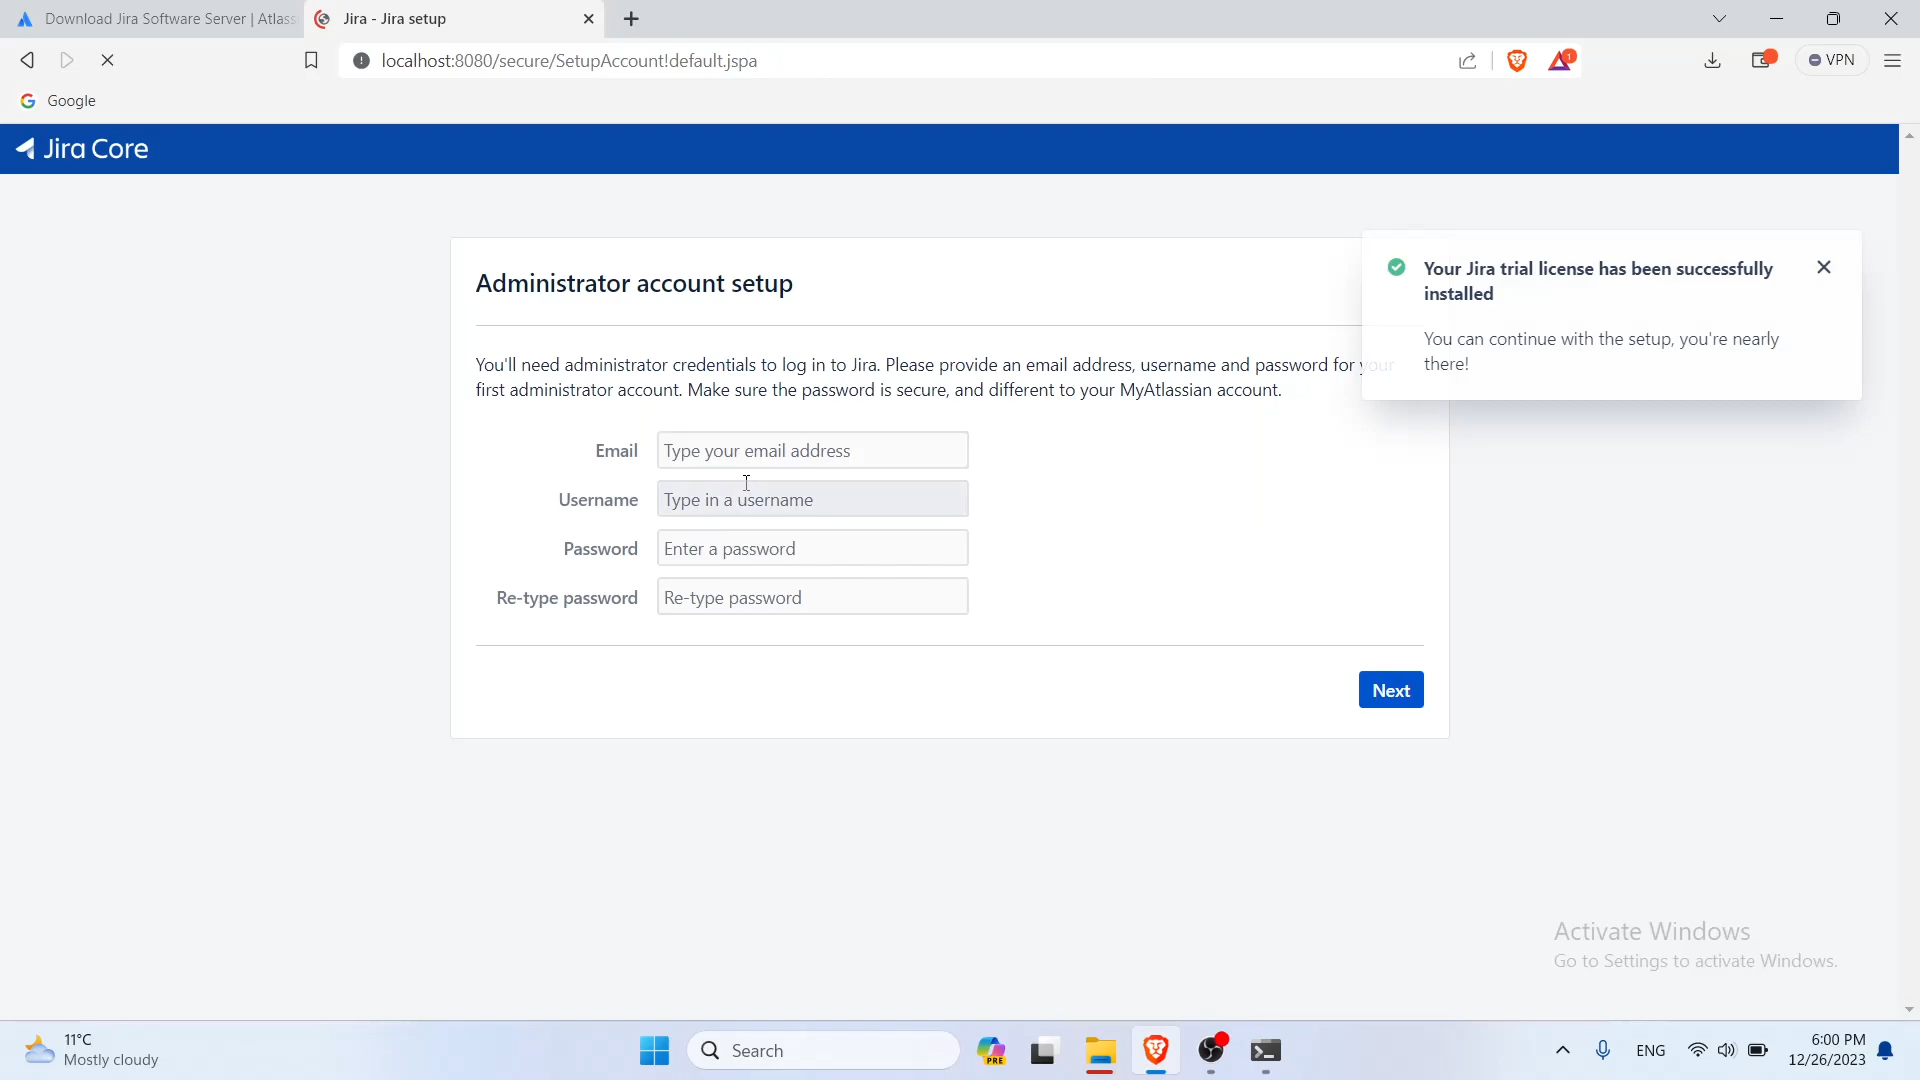 Download Jira Software Server | Atlass
Jira - Jira setup
localhost:8080/secure/SetupAccount!default.jspa
1
VPN
Google
Jira Core
Administrator account setup
Your Jira trial license has been successfully
installed
You can continue with the setup, you're nearly
there!
You'll need administrator credentials to log in to Jira. Please provide an email address, username and password for your
first administrator account. Make sure the password is secure, and different to your MyAtlassian account.
Email Type your email address
Username Type in a username
Password Enter a password
Re-type password Re-type password
Next
Activate Windows
Go to Settings to activate Windows.
11°C
Mostly cloudy
Search
PRE
ENG
6:00 PM
12/26/2023